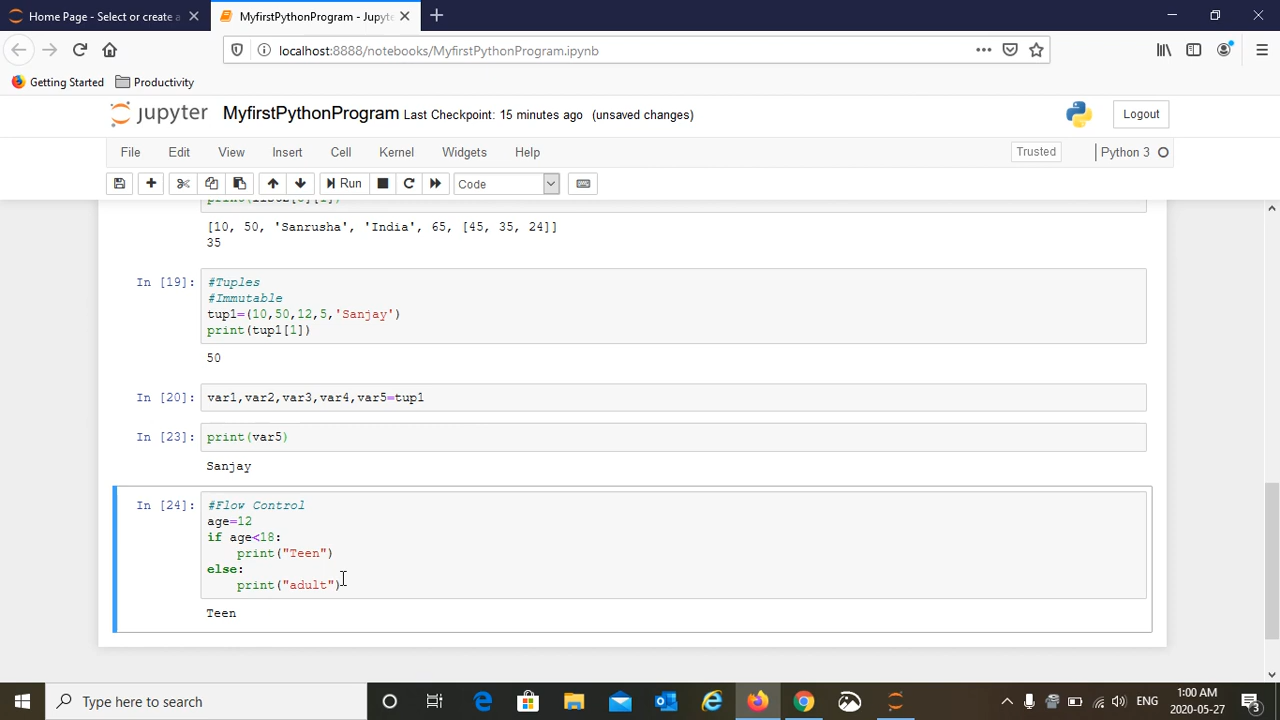 Home Page - Select or create a
MyfirstPythonProgram - Jupyte
localhost:8888/notebooks/MyfirstPythonProgram.ipynb
Getting Started
Productivity
jupyter
MyfirstPythonProgram Last Checkpoint: 15 minutes ago (unsaved changes)
Logout
File Edit View Insert Cell Kernel Widgets Help
Trusted
Python 3
Run
Code
[10, 50, 'Sanrusha', 'India', 65, [45, 35, 24]]
35
In [19]:
#Tuples
#Immutable
tup1=(10,50,12,5,'Sanjay')
print(tup1[1])
50
In [20]: var1,var2,var3,var4,var5=tup1
In [23]: print(var5)
Sanjay
In [24]:
#Flow Control
age=12
if age<18:
    print("Teen")
else:
    print("adult")
Teen
Type here to search
ENG
1:00 AM
2020-05-27
3